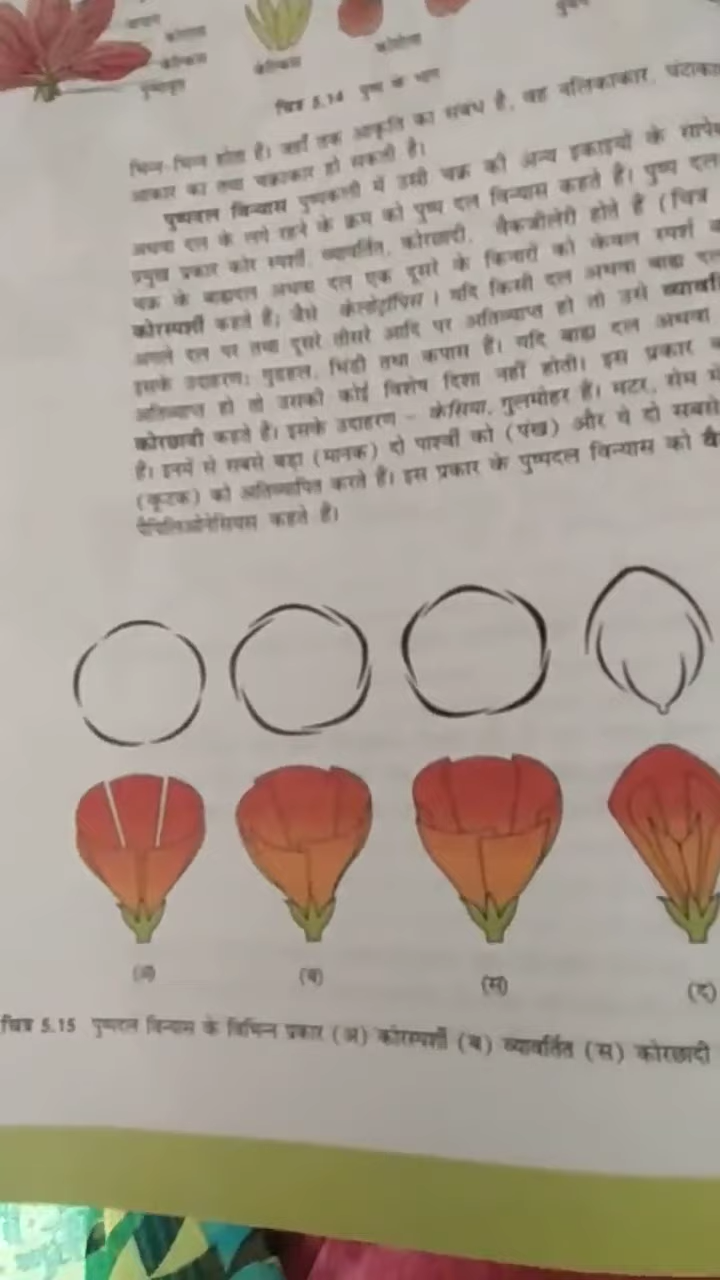 चित्र 5.14 पुष्प के भाग
भिन्न-भिन्न होता है। जहाँ तक आकृति का संबंध है, वह नलिकाकार, घंटाका
आकार का तथा चक्राकार हो सकती है।
पुष्पदल विन्यास पुष्पकली में उसी चक्र की अन्य इकाइयों के सापे
अथवा दल के लगे रहने के क्रम को पुष्प दल विन्यास कहते हैं। पुष्प दल
प्रमुख प्रकार कोर स्पर्शी, व्यावर्तित, कोरछादी, वैकजीलेरी होते हैं (चित्र
चक्र के बाह्यदल अथवा दल एक दूसरे के किनारों को केवल स्पर्श
कोरस्पर्शी कहते हैं; जैसे केलोट्रॉपिस। यदि किसी दल अथवा बाह्य दल
अगले दल पर तथा दूसरे तीसरे आदि पर अतिव्याप्त हो तो उसे व्यावर्ति
इसके उदाहरण: गुडहल, भिंडी तथा कपास हैं। यदि बाह्य दल अथवा
अतिव्याप्त हो तो उसकी कोई विशेष दिशा नहीं होती। इस प्रकार
कोरछादी कहते हैं। इसके उदाहरण - केसिया, गुलमोहर हैं। मटर, सेम में
हैं। इनमें से सबसे बड़ा (मानक) दो पार्श्वी को (पंख) और ये दो सबसे
(कूटक) को अतिव्यापित करते हैं। इस प्रकार के पुष्पदल विन्यास को वै
पैपिलिओनेसियस कहते हैं।
(अ) (ब) (स) (द)
चित्र 5.15 पुष्पदल विन्यास के विभिन्न प्रकार (अ) कोरस्पर्शी (ब) व्यावर्तित (स) कोरछादी